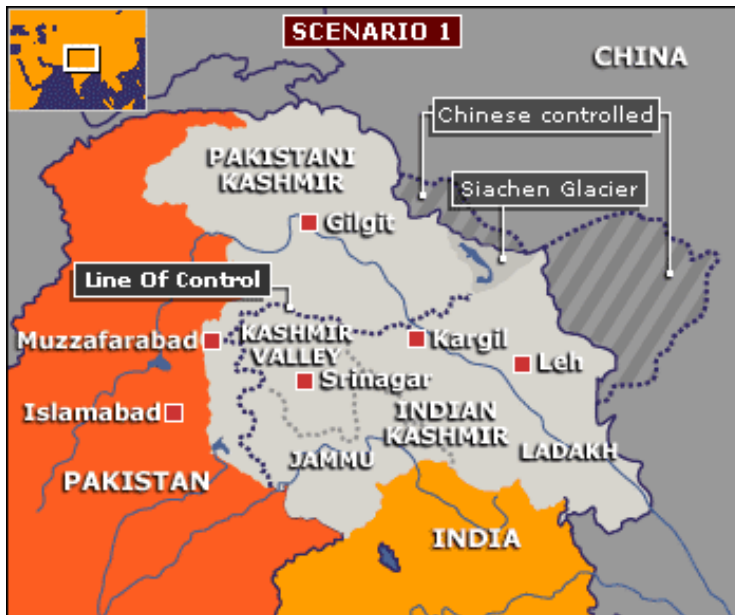 SCENARIO 1
CHINA
Chinese controlled
PAKISTANI
KASHMIR
Siachen Glacier
Gilgit
Line Of Control
Muzzafarabad
KASHMIR
VALLEY
Kargil
Srinagar
Leh
Islamabad
INDIAN
KASHMIR
JAMMU
LADAKH
PAKISTAN
INDIA